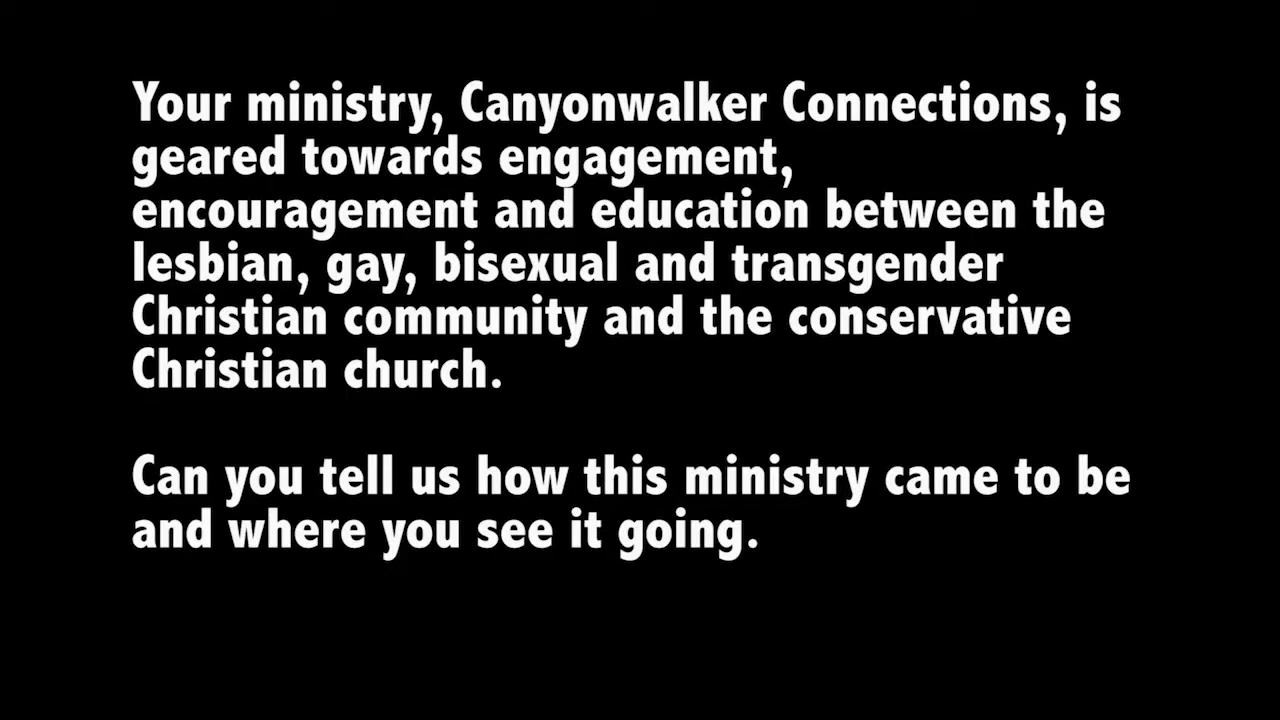 Your ministry, Canyonwalker Connections, is
geared towards engagement,
encouragement and education between the
lesbian, gay, bisexual and transgender
Christian community and the conservative
Christian church.
Can you tell us how this ministry came to be
and where you see it going.